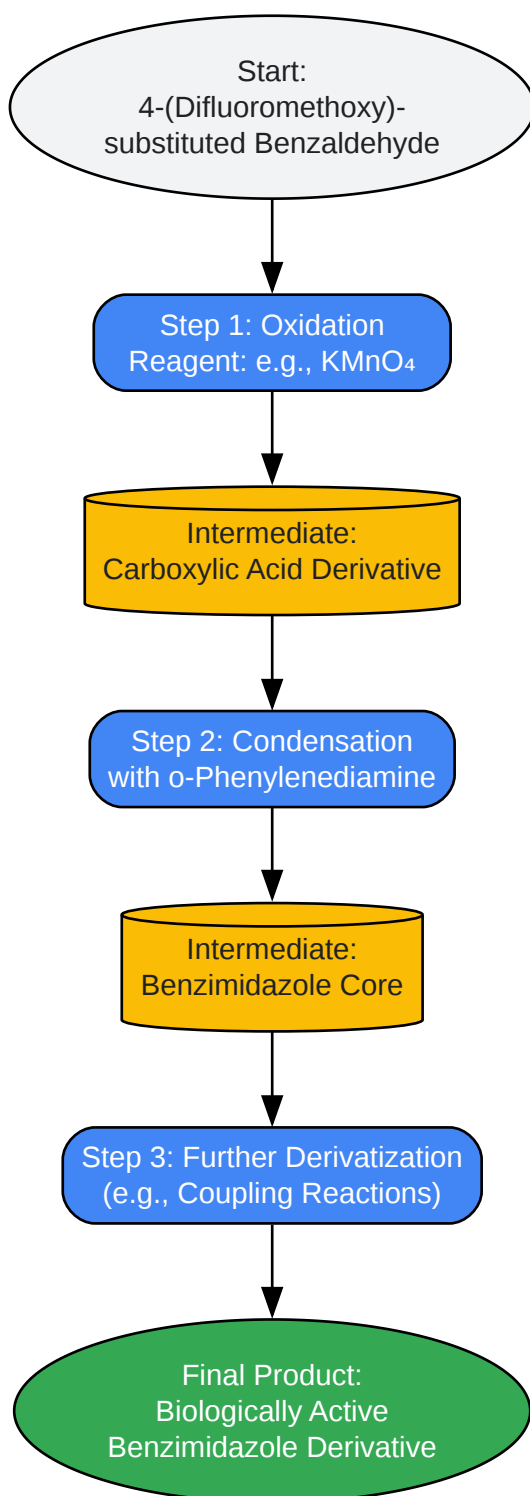 Start:
4-(Difluoromethoxy)-
substituted Benzaldehyde
Step 1: Oxidation
Reagent: e.g., KMnO₄
Intermediate:
Carboxylic Acid Derivative
Step 2: Condensation
with o-Phenylenediamine
Intermediate:
Benzimidazole Core
Step 3: Further Derivatization
(e.g., Coupling Reactions)
Final Product:
Biologically Active
Benzimidazole Derivative